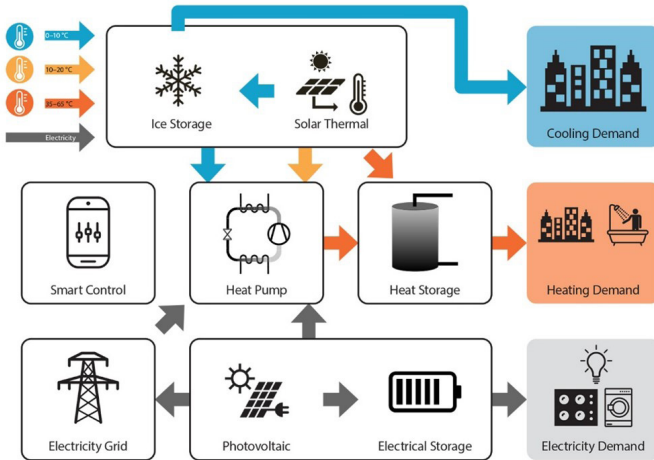 0–10 °C
10–20 °C
35–65 °C
Electricity
Ice Storage
Solar Thermal
Cooling Demand
Smart Control
Heat Pump
Heat Storage
Heating Demand
Electricity Grid
Photovoltaic
Electrical Storage
Electricity Demand